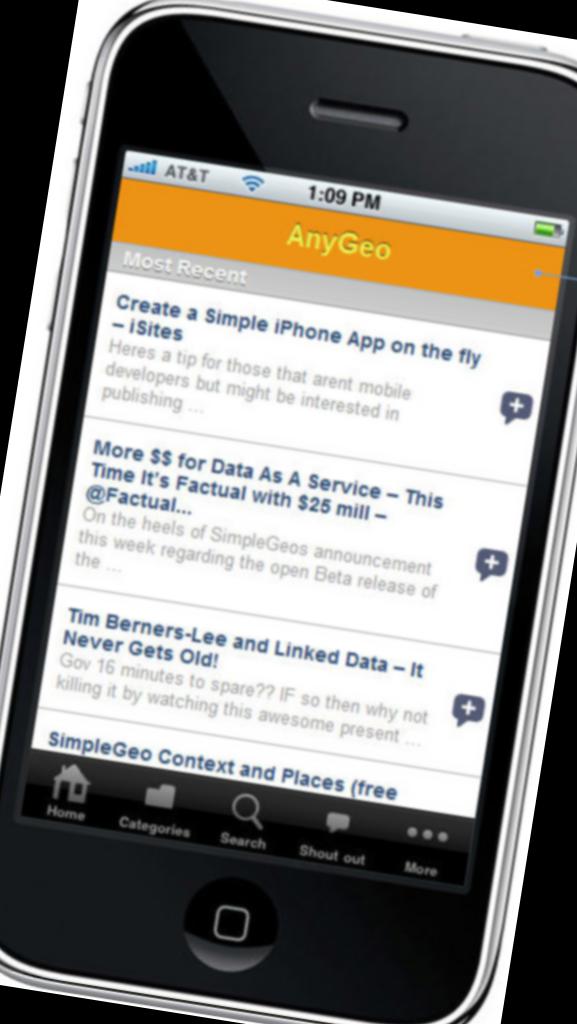 AT&T 1:09 PM
AnyGeo
Most Recent
Create a Simple iPhone App on the fly
– iSites
Heres a tip for those that arent mobile
developers but might be interested in
publishing ...
More $$ for Data As A Service – This
Time It's Factual with $25 mill –
@Factual...
On the heels of SimpleGeos announcement
this week regarding the open Beta release of
the ...
Tim Berners-Lee and Linked Data – It
Never Gets Old!
Gov 16 minutes to spare?? IF so then why not
killing it by watching this awesome present ...
SimpleGeo Context and Places (free
Home Categories Search Shout out More